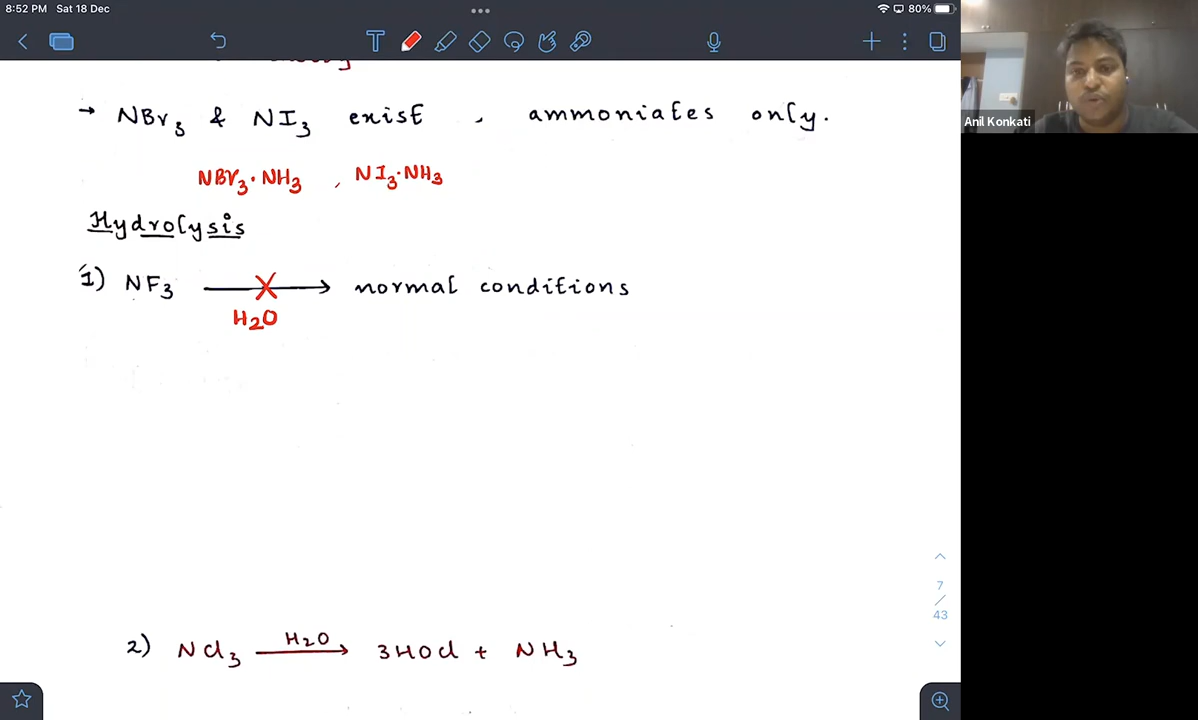 8:52 PM Sat 18 Dec
80%
→ NBr3 & NI3 exist , ammoniates only.
NBr3·NH3 , NI3·NH3
Hydrolysis
1) NF3 → normal conditions
H2O
2) NCl3 H2O → 3HOCl + NH3
7
/
43
Anil Konkati